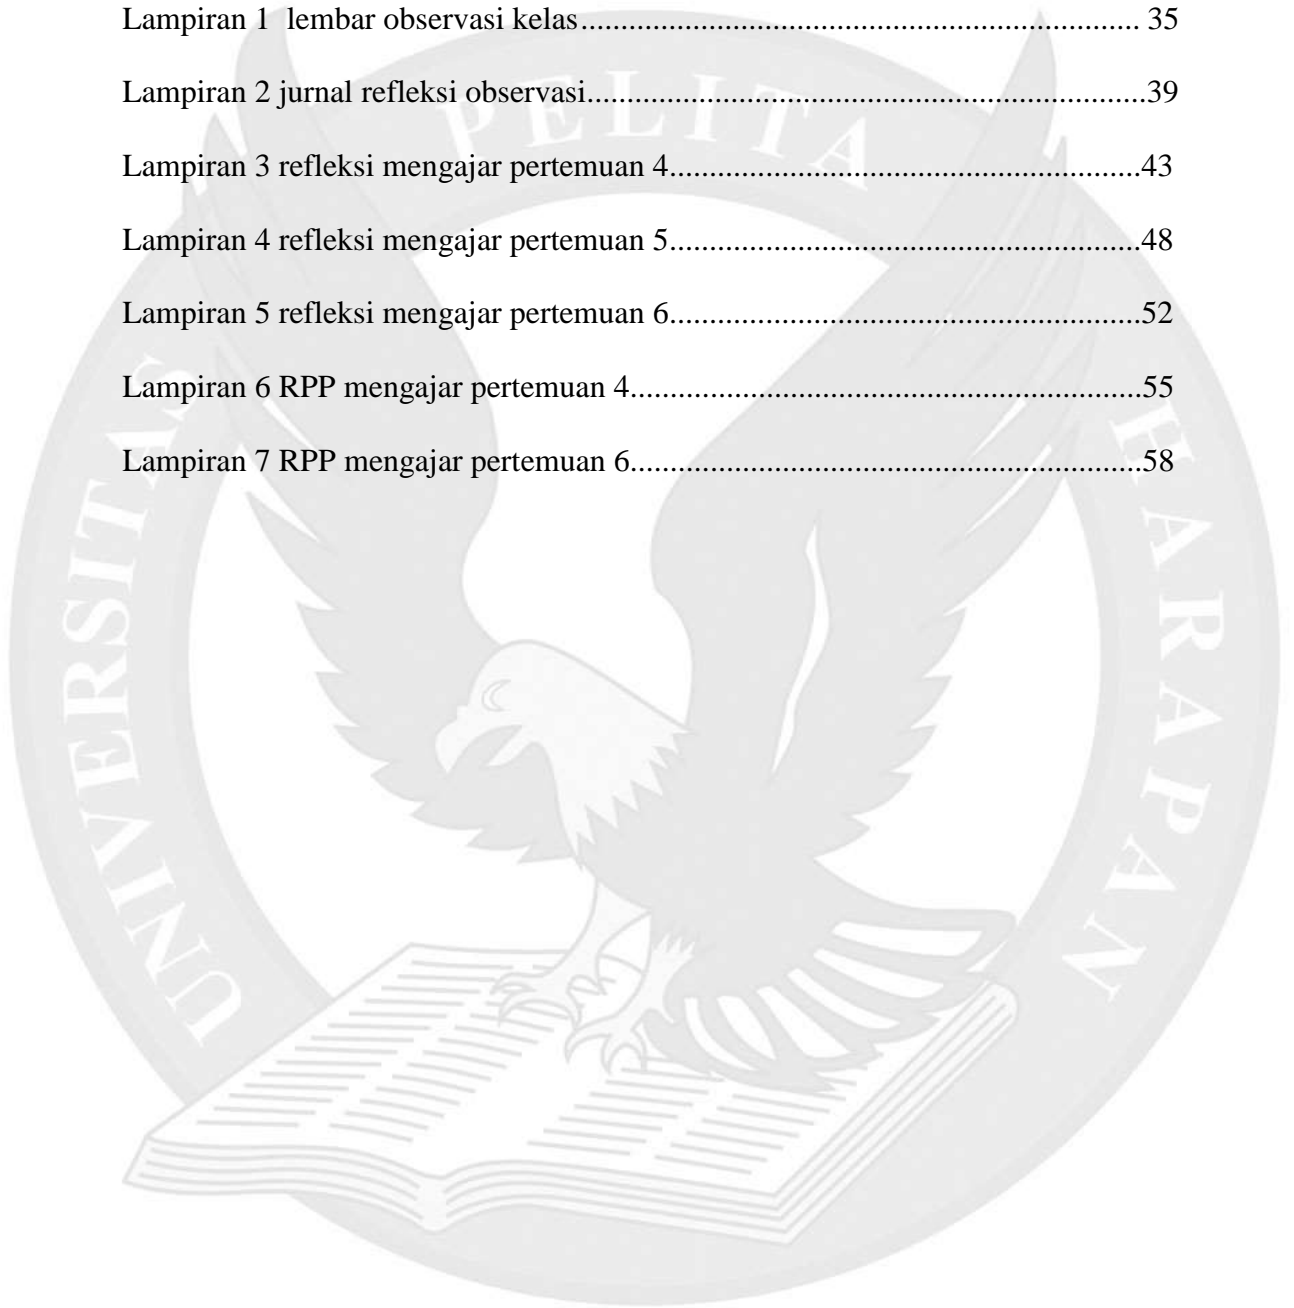 Lampiran 1  lembar observasi kelas...................................................................... 35
Lampiran 2 jurnal refleksi observasi......................................................................39
Lampiran 3 refleksi mengajar pertemuan 4...........................................................43
Lampiran 4 refleksi mengajar pertemuan 5...........................................................48
Lampiran 5 refleksi mengajar pertemuan 6...........................................................52
Lampiran 6 RPP mengajar pertemuan 4................................................................55
Lampiran 7 RPP mengajar pertemuan 6................................................................58
UNIVERSITAS PELITA HARAPAN